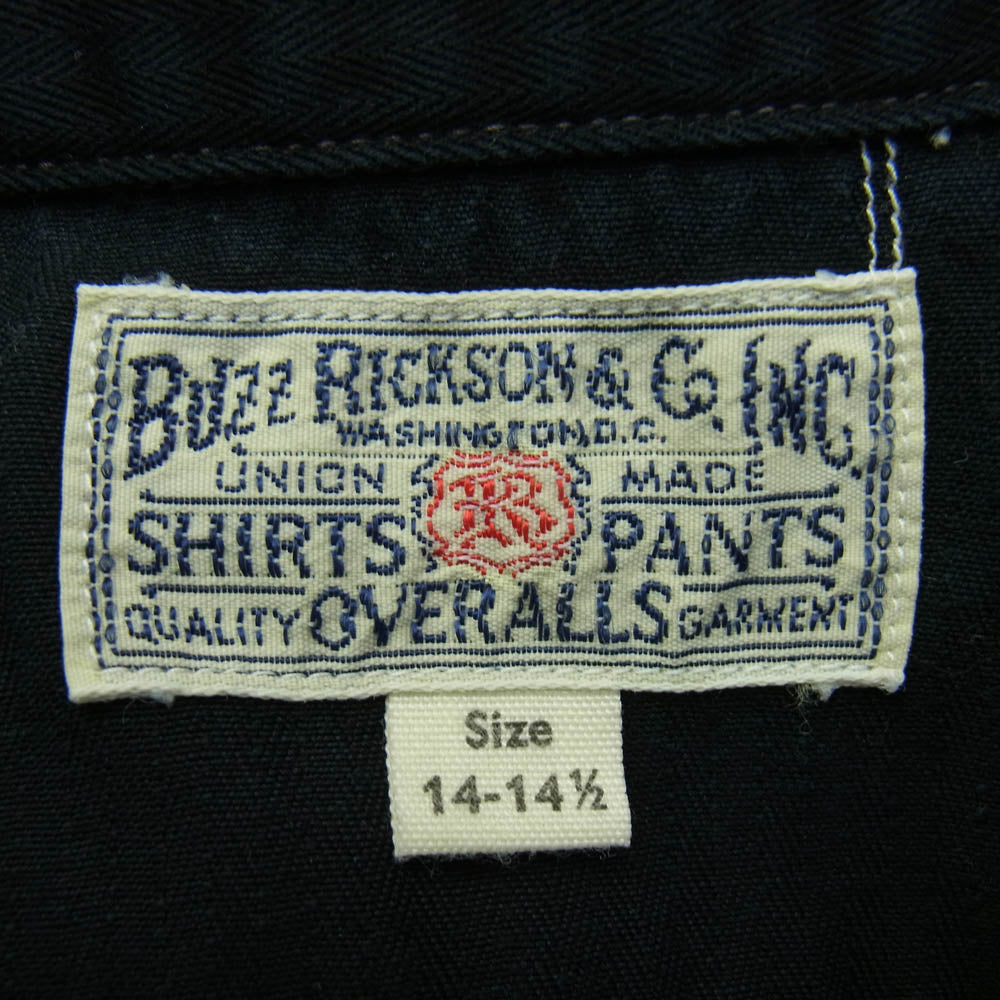 BUZZ RICKSON & CO. INC.
WASHINGTON, D.C.
UNION MADE
SHIRTS R PANTS
QUALITY OVERALLS GARMENT
Size
14-14½